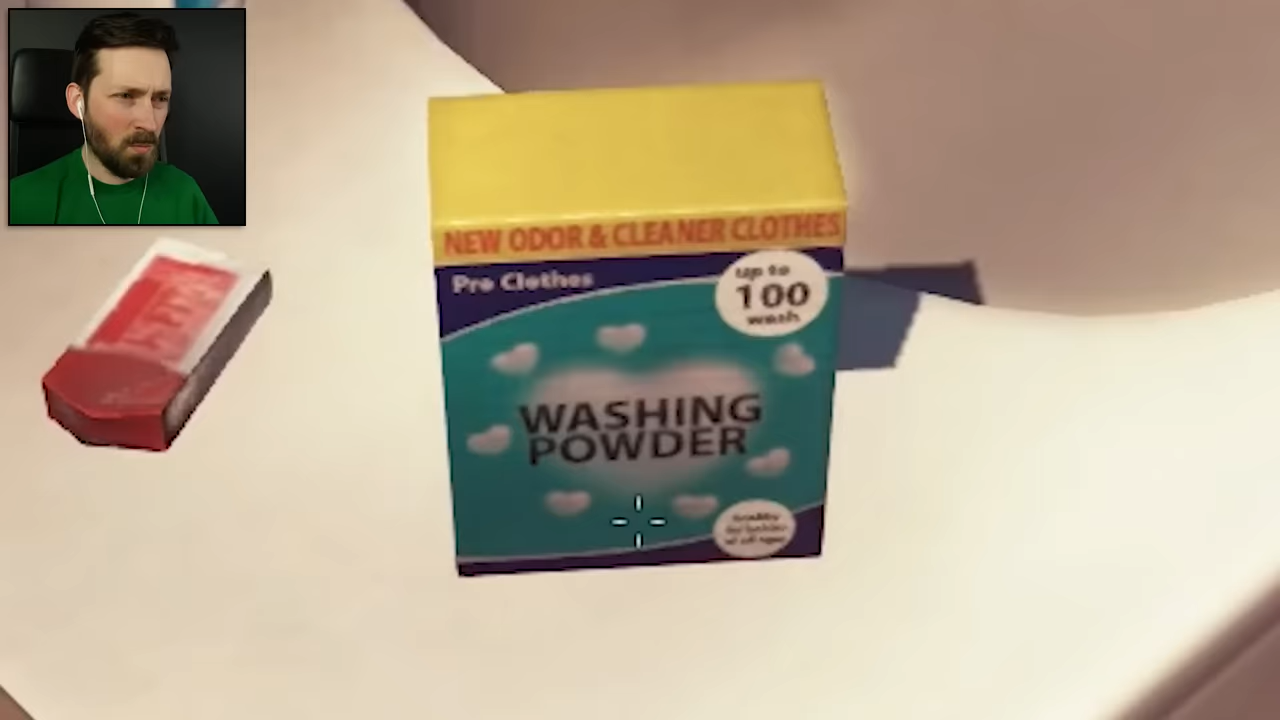 NEW ODOR & CLEANER CLOTHES
Pro Clothes
Up to
100
wash
WASHING
POWDER